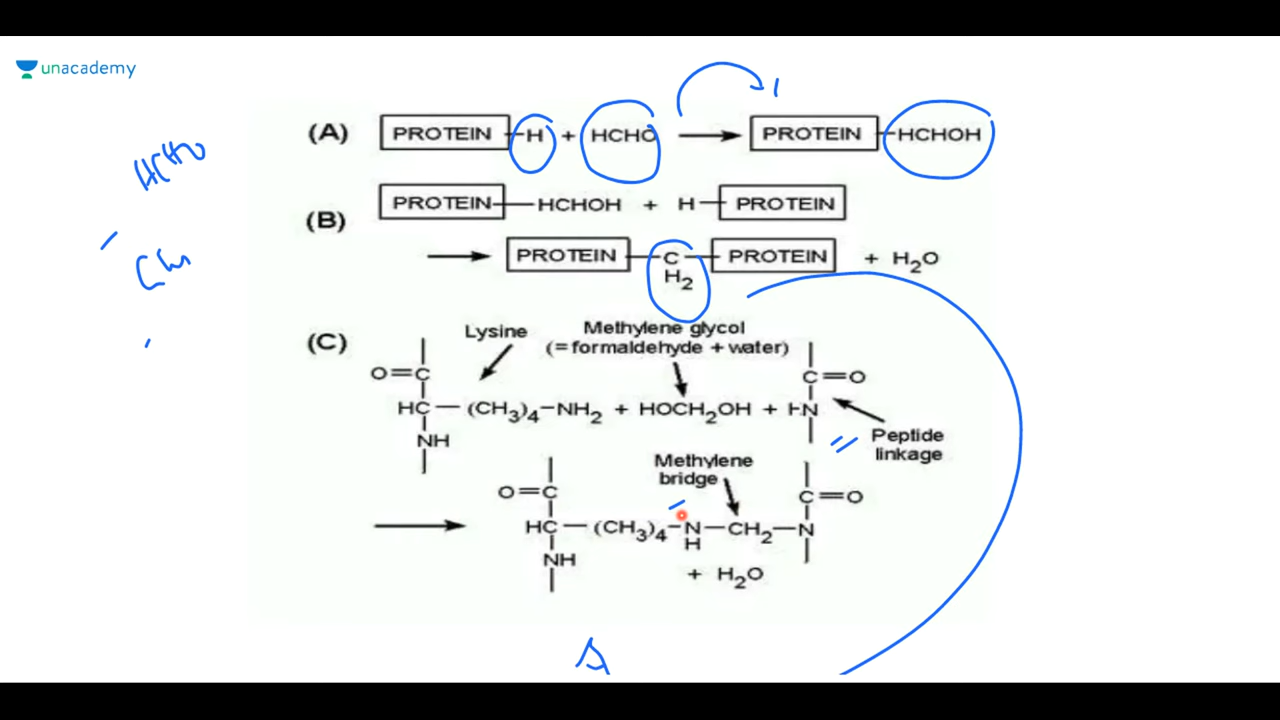 unacademy
(A) PROTEIN -H + HCHO → PROTEIN -HCHOH
HCHO
(B) PROTEIN - HCHOH + H - PROTEIN
→ PROTEIN - C - PROTEIN + H₂O
H₂
(C) Lysine Methylene glycol
(=formaldehyde + water)
O=C C=O
HC-(CH₃)₄-NH₂ + HOCH₂OH + HN
NH Peptide
linkage
Methylene
bridge
O=C C=O
HC-(CH₃)₄-N-CH₂-N
H
NH
+ H₂O